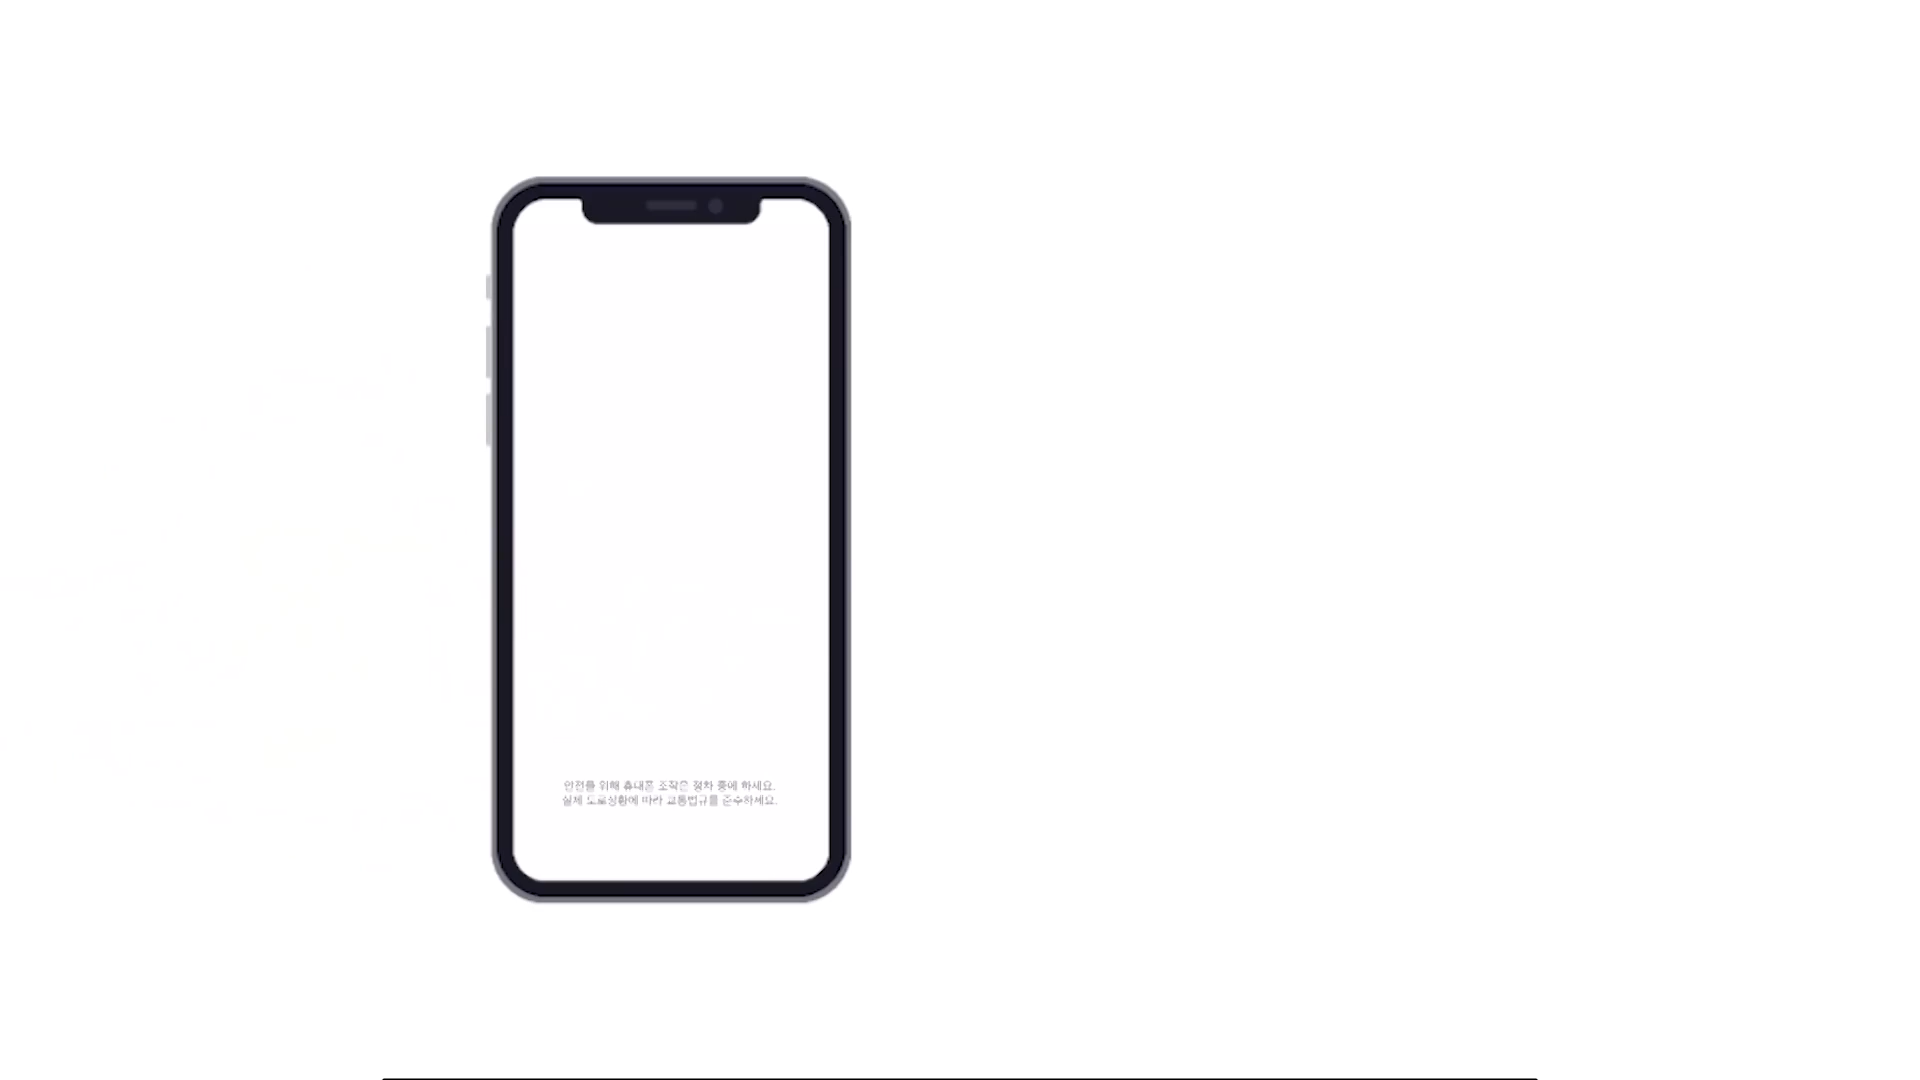 안전을 위해 휴대폰 조작은 정차 중에 하세요.
실제 도로상황에 따라 교통법규를 준수하세요.